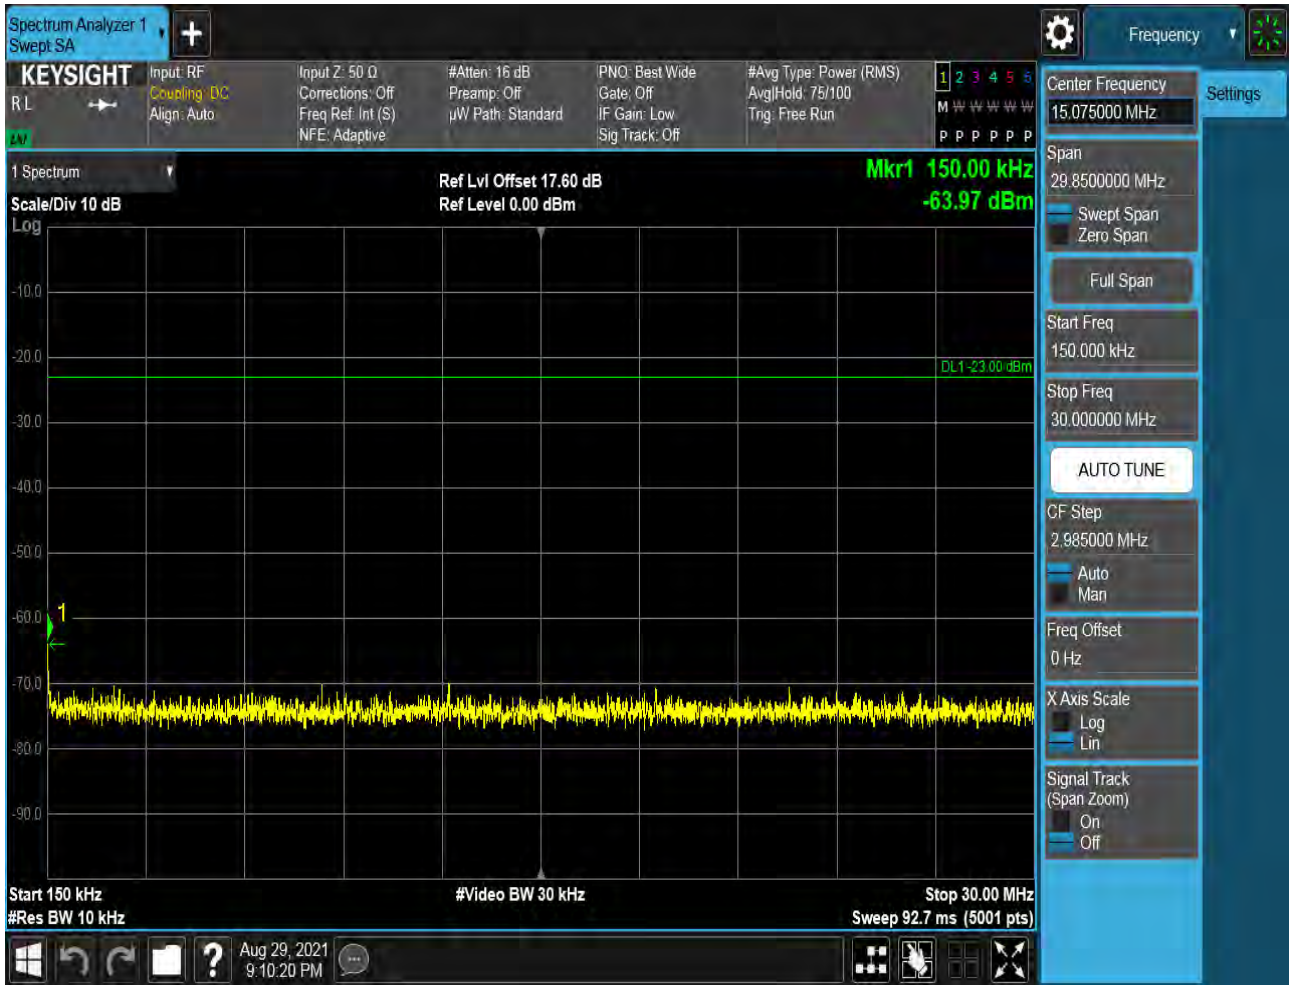 Spectrum Analyzer 1
Swept SA
Frequency
KEYSIGHT
R L
LXI
Input: RF
Coupling: DC
Align: Auto
Input Z: 50 Ω
Corrections: Off
Freq Ref: Int (S)
NFE: Adaptive
#Atten: 16 dB
Preamp: Off
µW Path: Standard
PNO: Best Wide
Gate: Off
IF Gain: Low
Sig Track: Off
#Avg Type: Power (RMS)
Avg|Hold: 75/100
Trig: Free Run
1 2 3 4 5 6
M W W W W W
P P P P P P
1 Spectrum
Scale/Div 10 dB
Log
Ref Lvl Offset 17.60 dB
Ref Level 0.00 dBm
Mkr1 150.00 kHz
-63.97 dBm
-10.0
-20.0
DL1 -23.00 dBm
-30.0
-40.0
-50.0
-60.0
1
-70.0
-80.0
-90.0
Start 150 kHz
#Video BW 30 kHz
Stop 30.00 MHz
#Res BW 10 kHz
Sweep 92.7 ms (5001 pts)
?
Aug 29, 2021
9:10:20 PM
Center Frequency
15.075000 MHz
Settings
Span
29.8500000 MHz
Swept Span
Zero Span
Full Span
Start Freq
150.000 kHz
Stop Freq
30.000000 MHz
AUTO TUNE
CF Step
2.985000 MHz
Auto
Man
Freq Offset
0 Hz
X Axis Scale
Log
Lin
Signal Track
(Span Zoom)
On
Off